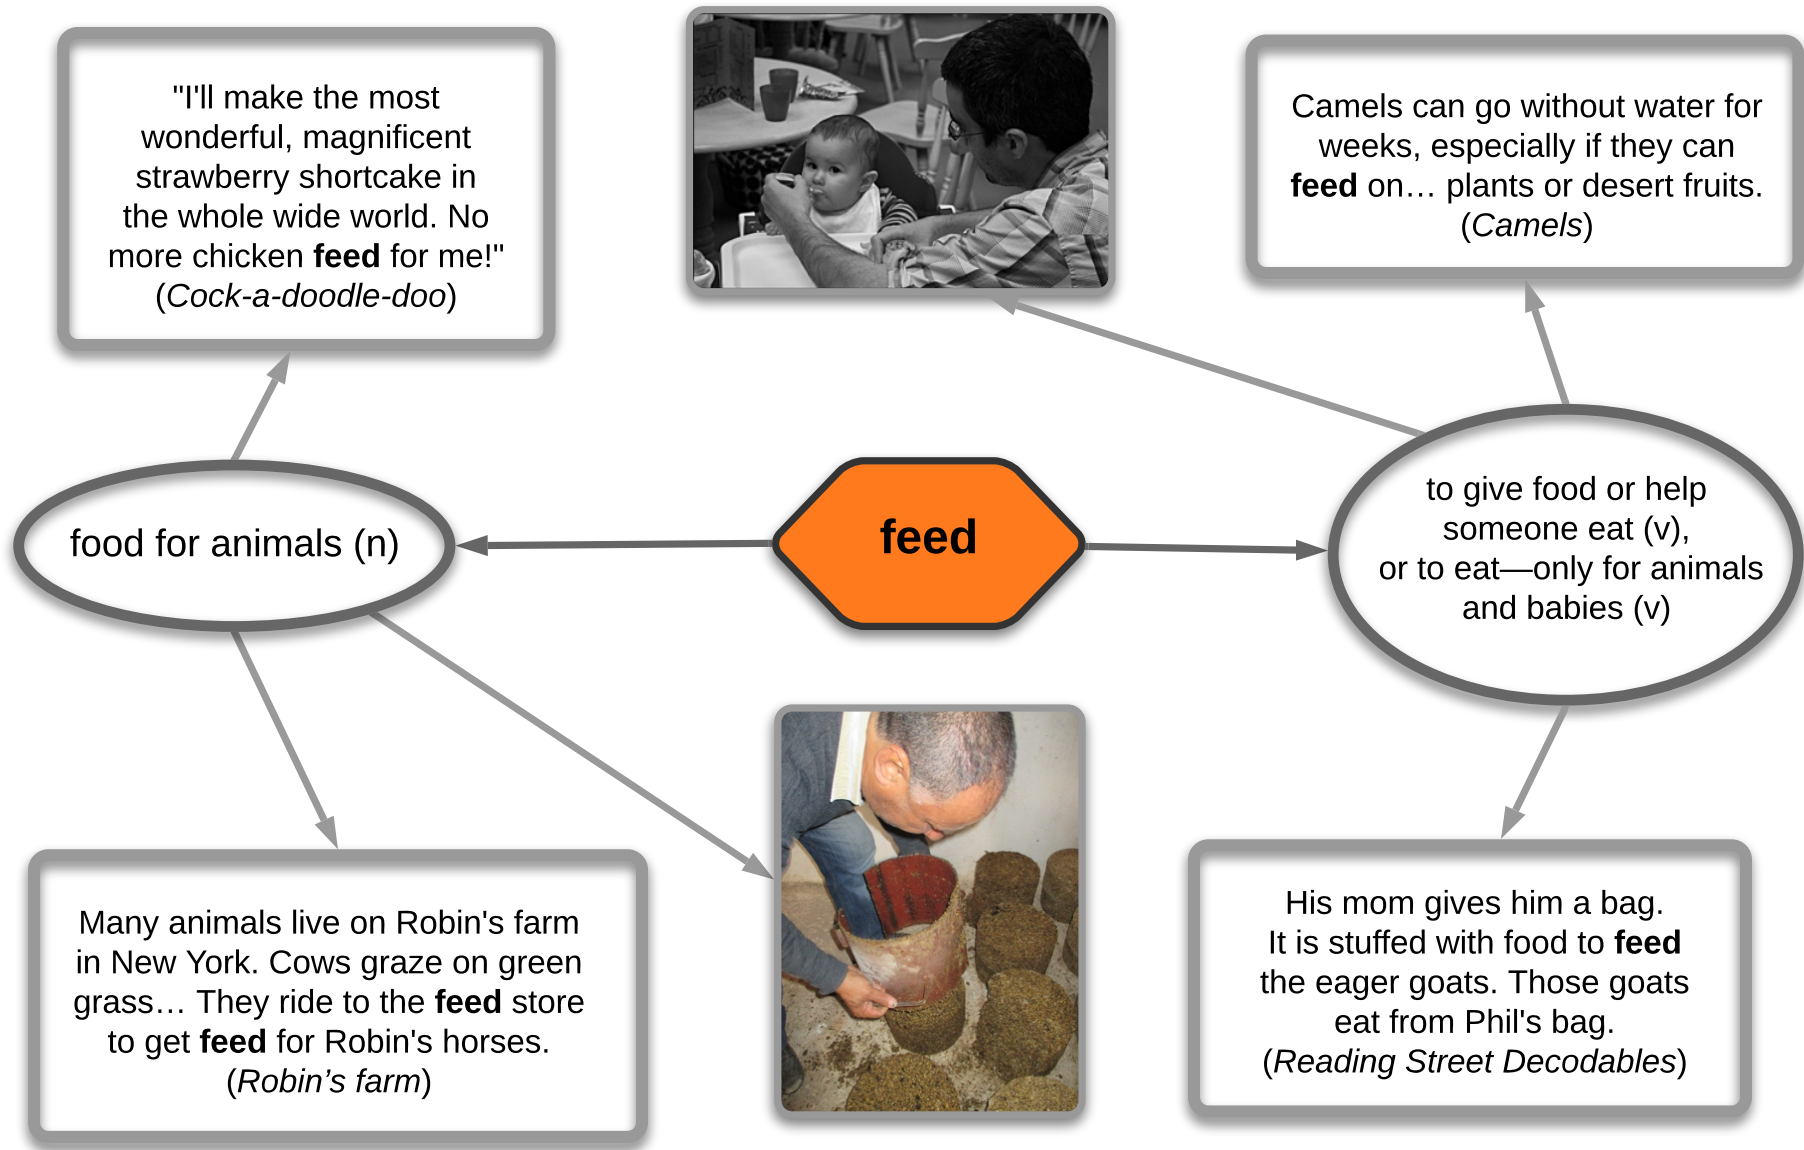 "I'll make the most
wonderful, magnificent
strawberry shortcake in
the whole wide world. No
more chicken feed for me!"
(Cock-a-doodle-doo)
Camels can go without water for
weeks, especially if they can
feed on… plants or desert fruits.
(Camels)
food for animals (n)
feed
to give food or help
someone eat (v),
or to eat—only for animals
and babies (v)
Many animals live on Robin's farm
in New York. Cows graze on green
grass… They ride to the feed store
to get feed for Robin's horses.
(Robin’s farm)
His mom gives him a bag.
It is stuffed with food to feed
the eager goats. Those goats
eat from Phil's bag.
(Reading Street Decodables)